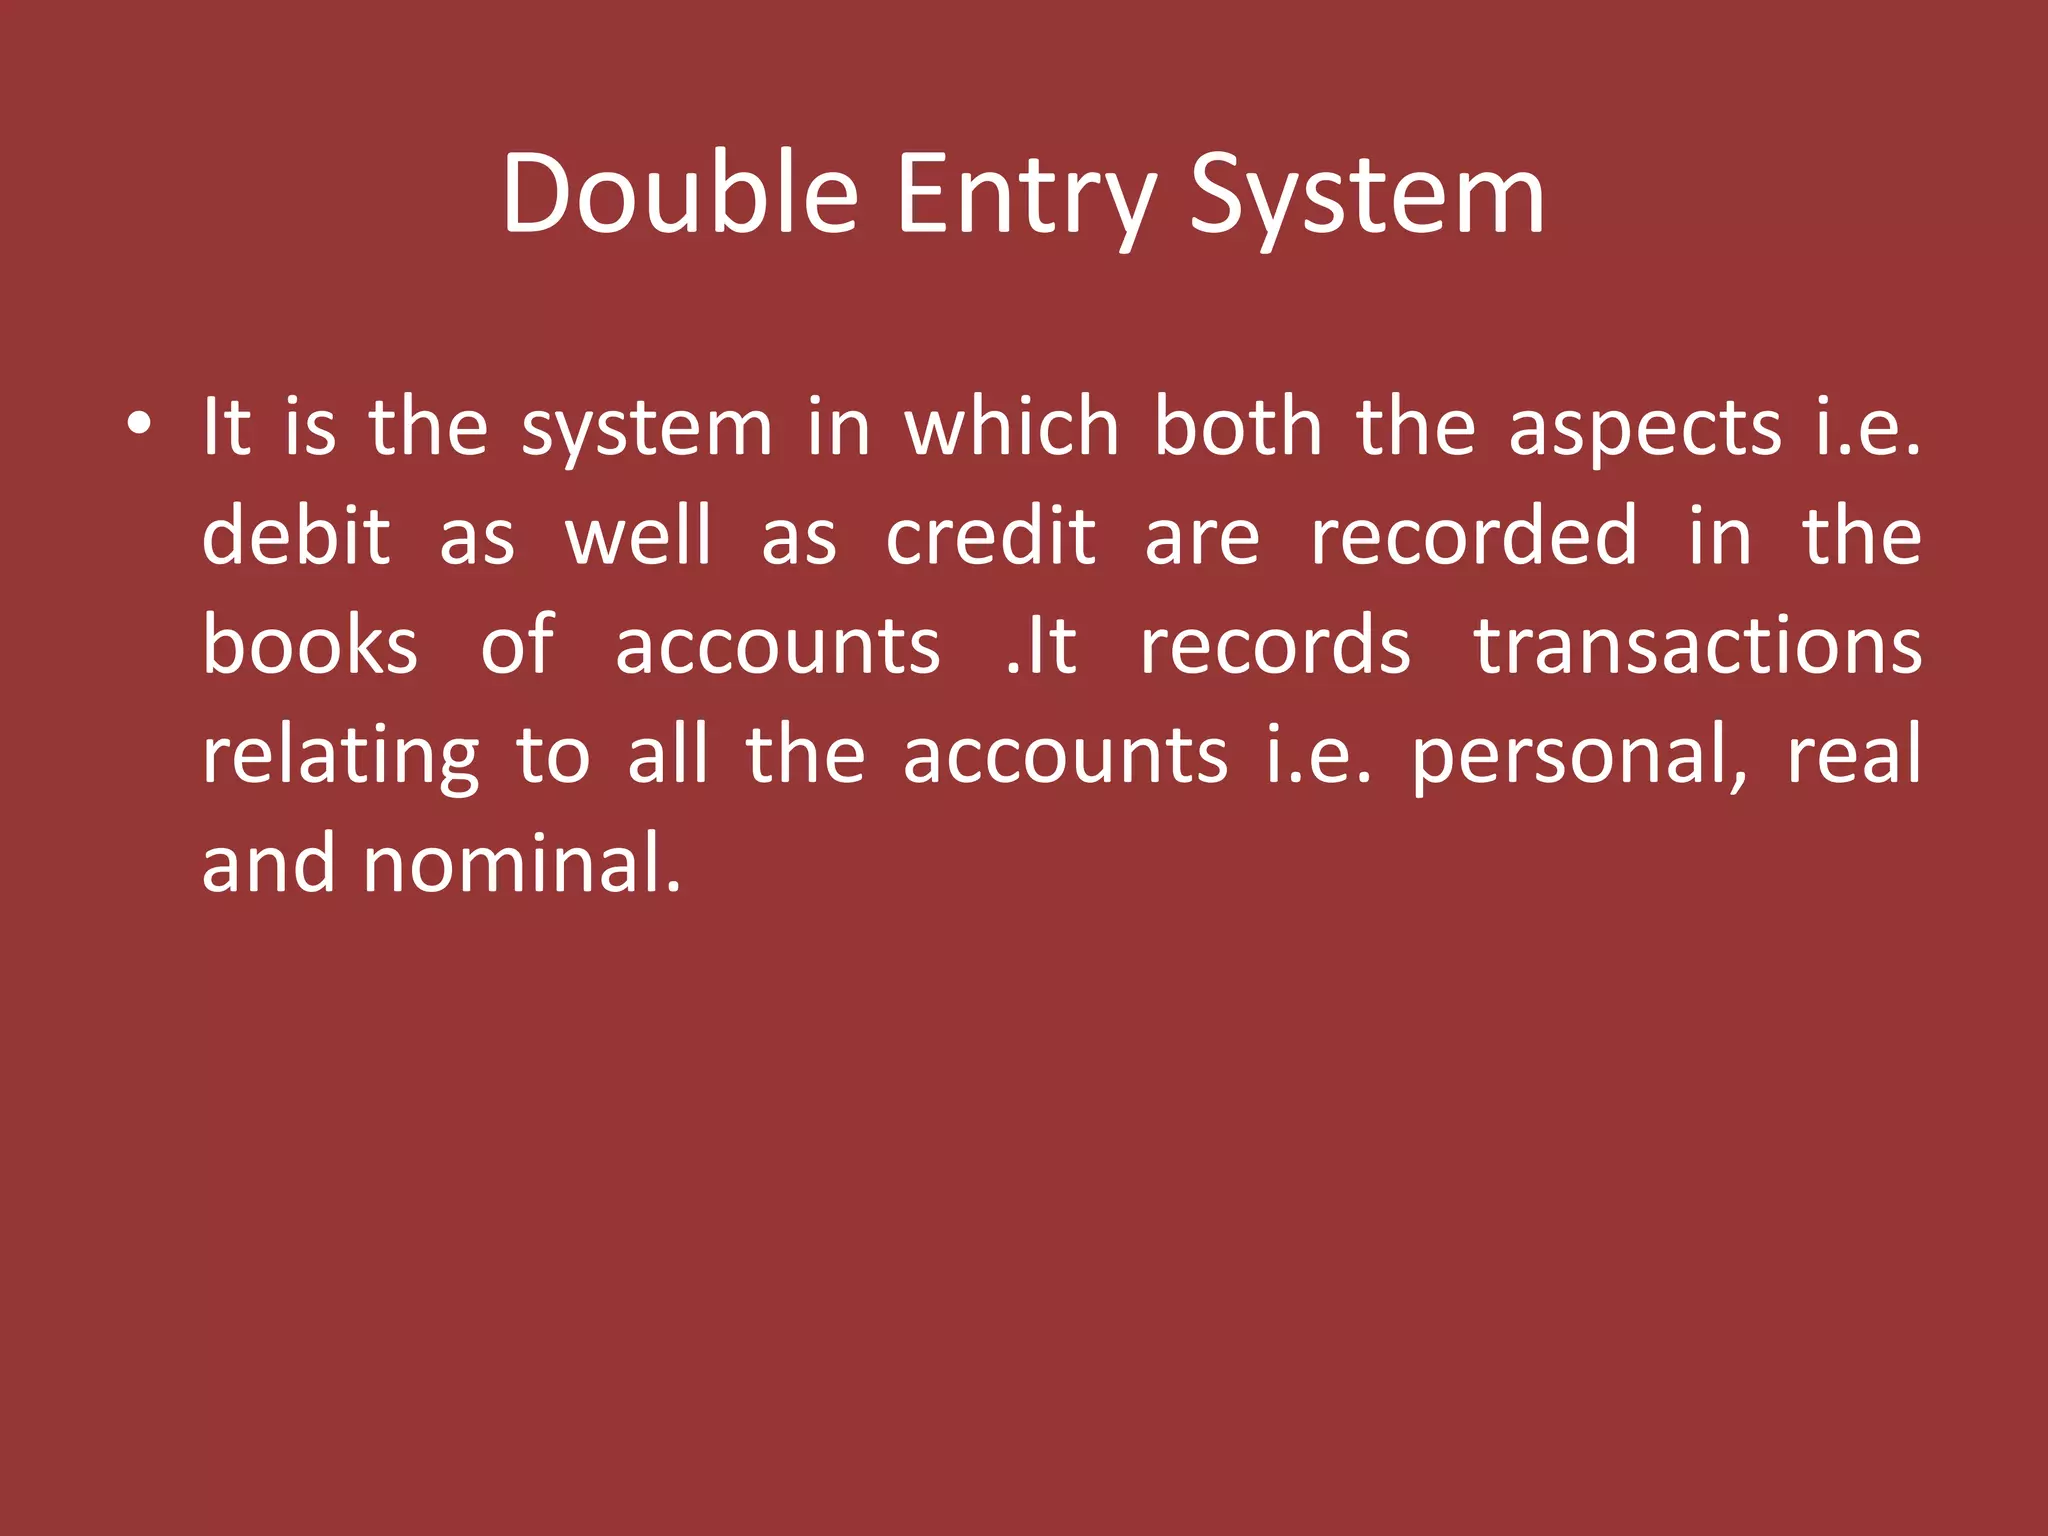 Double Entry System
• It is the system in which both the aspects i.e.
debit as well as credit are recorded in the
books of accounts .It records transactions
relating to all the accounts i.e. personal, real
and nominal.